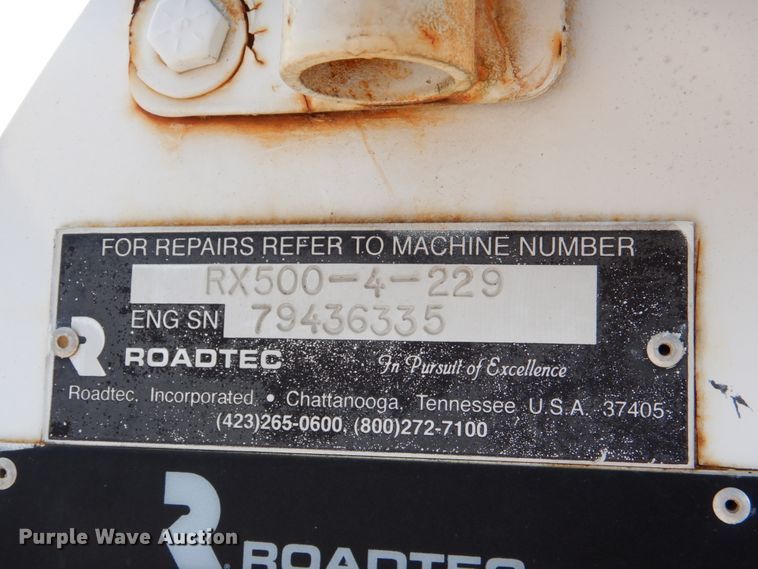 FOR REPAIRS REFER TO MACHINE NUMBER
RX500-4-229
ENG SN 79436335
R ROADTEC In Pursuit of Excellence
Roadtec, Incorporated • Chattanooga, Tennessee U.S.A. 37405
(423)265-0600, (800)272-7100
R ROADTEC
Purple Wave Auction